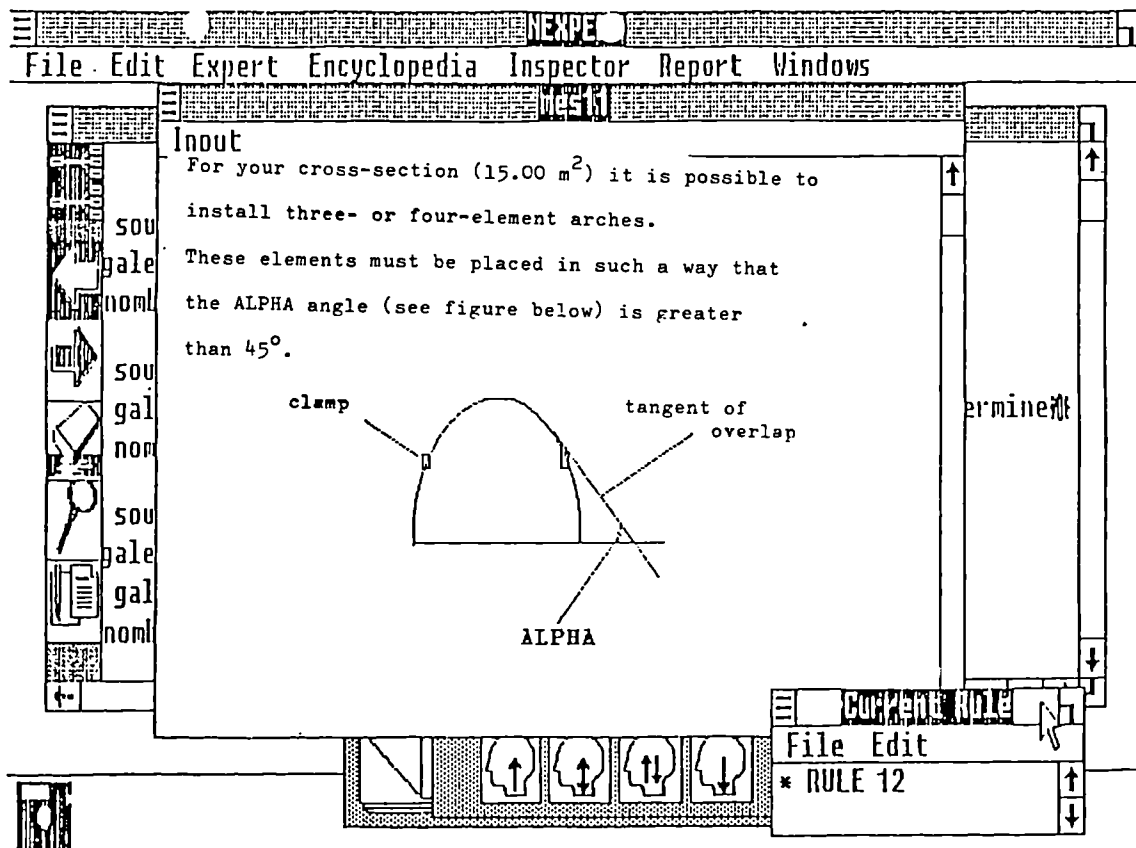 NEXPE
File Edit Expert Encyclopedia Inspector Report Windows
mes11
Inout
For your cross-section (15.00 m²) it is possible to
install three- or four-element arches.
These elements must be placed in such a way that
the ALPHA angle (see figure below) is greater
than 45°.
clamp
tangent of
overlap
ALPHA
sou
gale
noml
sou
gal
nom
sou
gale
gal
noml
ermine
Current Rule
File Edit
* RULE 12